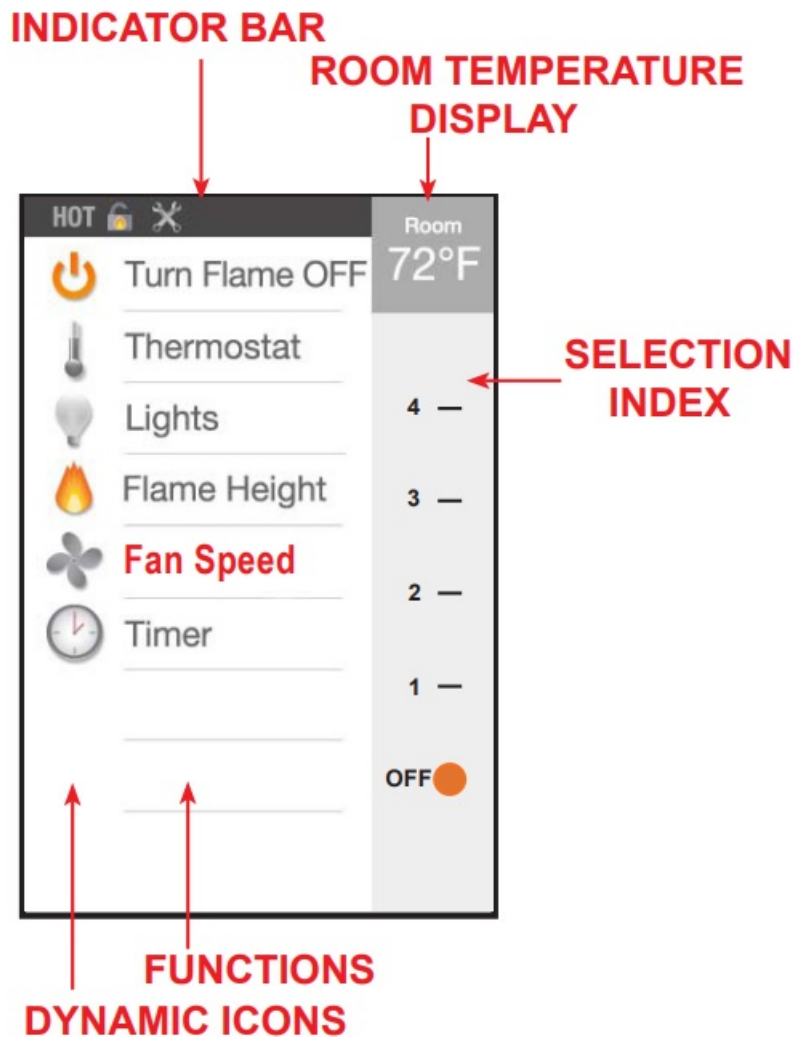 INDICATOR BAR
ROOM TEMPERATURE
DISPLAY
HOT
Room
72°F
Turn Flame OFF
Thermostat
Lights
Flame Height
Fan Speed
Timer
4
3
2
1
OFF
SELECTION
INDEX
FUNCTIONS
DYNAMIC ICONS